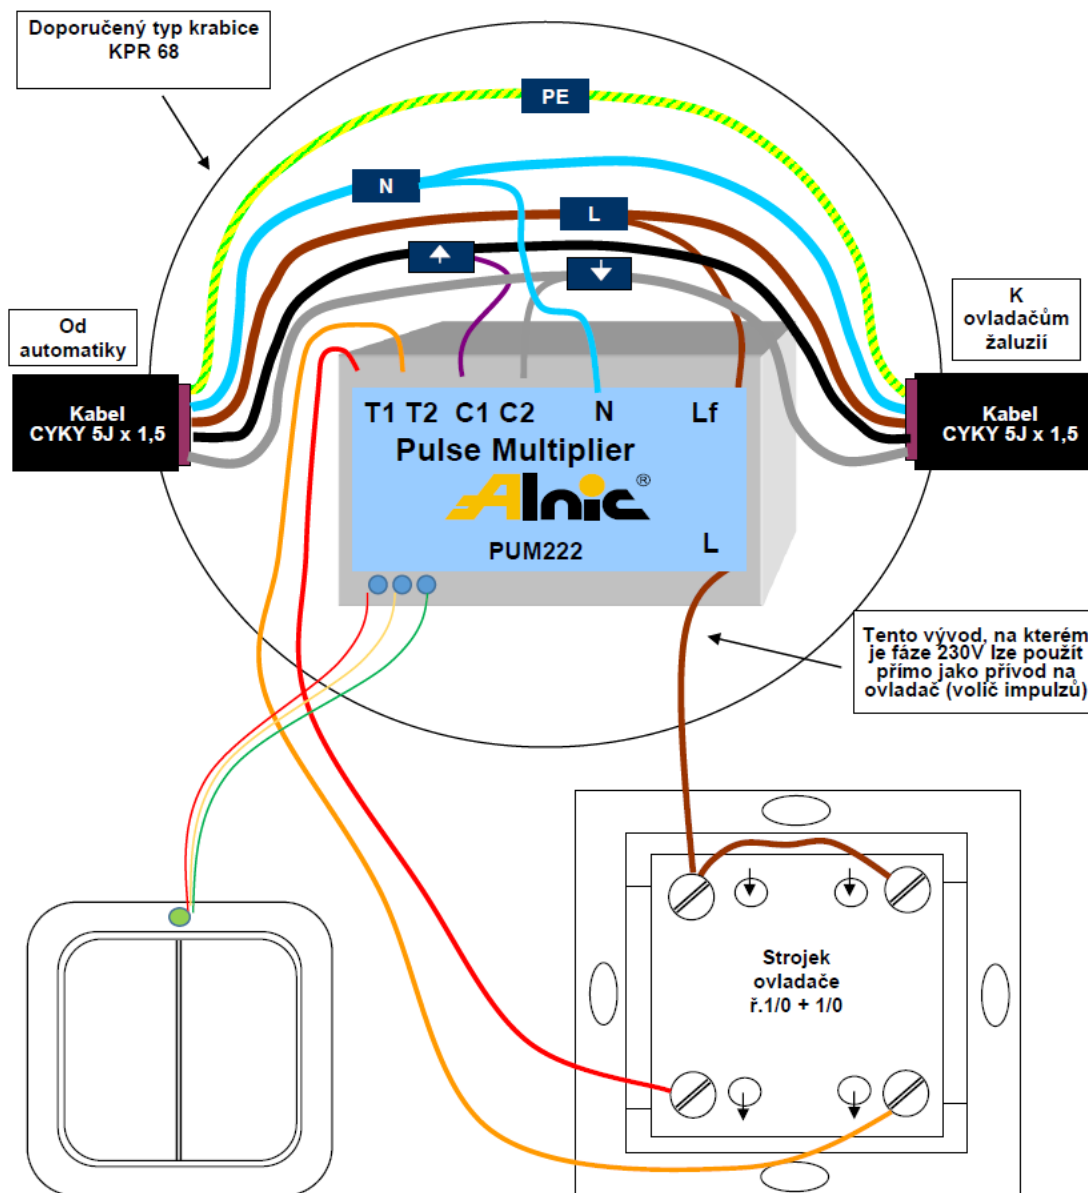 Doporučený typ krabice
KPR 68
PE
N
L
Od
automatiky
K
ovladačům
žaluzií
Kabel
CYKY 5J x 1,5
Kabel
CYKY 5J x 1,5
T1 T2 C1 C2 N Lf
Pulse Multiplier
Alnic®
PUM222
L
Tento vývod, na kterém
je fáze 230V lze použít
přímo jako přívod na
ovladač (volič impulzů)
Strojek
ovladače
ř.1/0 + 1/0